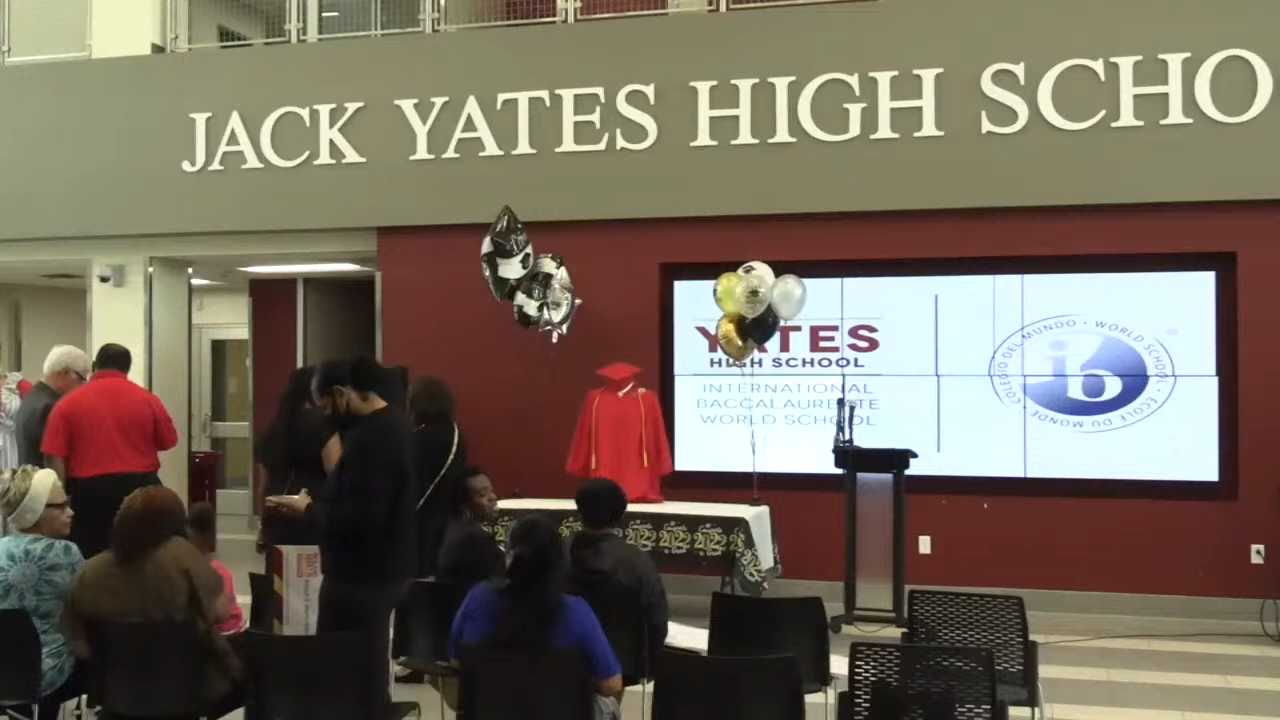 JACK YATES HIGH SCHO
YATES
HIGH SCHOOL
INTERNATIONAL
BACCALAUREATE
WORLD SCHOOL
COLEGIO DEL MUNDO · WORLD SCHOOL · ECOLE DU MONDE ·
ib
2022 2022 2022